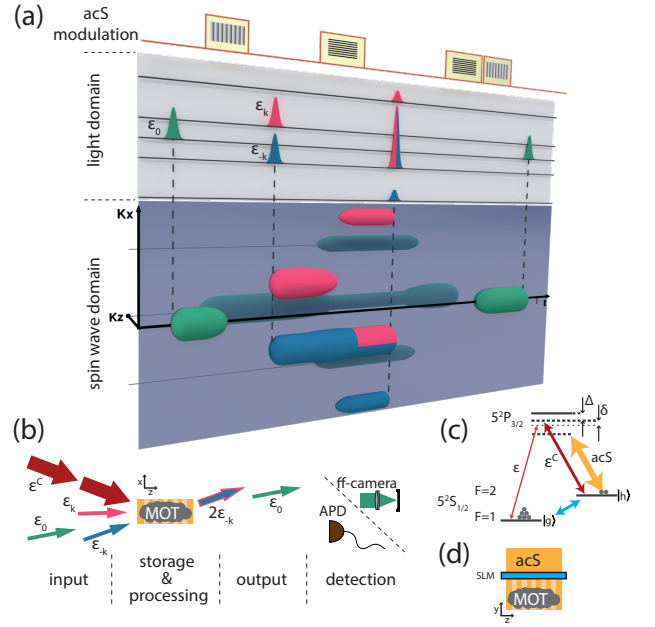 (a)
acS
modulation
light domain
ε₀
εₖ
ε₋ₖ
Kx
Kz
t
spin wave domain
(b)
εᶜ
εₖ
ε₀
ε₋ₖ
x
z
MOT
2ε₋ₖ
ε₀
ff-camera
APD
input
storage
&
processing
output
detection
(c)
Δ
δ
5²P₃/₂
ε
εᶜ
acS
5²S₁/₂
F=2
F=1
|h⟩
|g⟩
(d)
acS
SLM
MOT
y
z